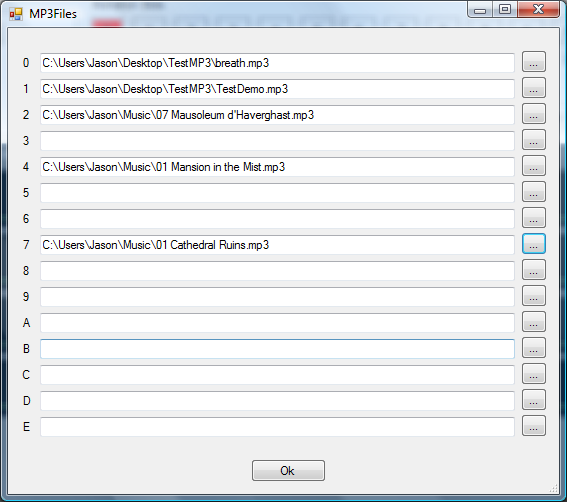 MP3Files
0 C:\Users\Jason\Desktop\TestMP3\breath.mp3 ...
1 C:\Users\Jason\Desktop\TestMP3\TestDemo.mp3 ...
2 C:\Users\Jason\Music\07 Mausoleum d'Haverghast.mp3 ...
3 ...
4 C:\Users\Jason\Music\01 Mansion in the Mist.mp3 ...
5 ...
6 ...
7 C:\Users\Jason\Music\01 Cathedral Ruins.mp3 ...
8 ...
9 ...
A ...
B ...
C ...
D ...
E ...
Ok